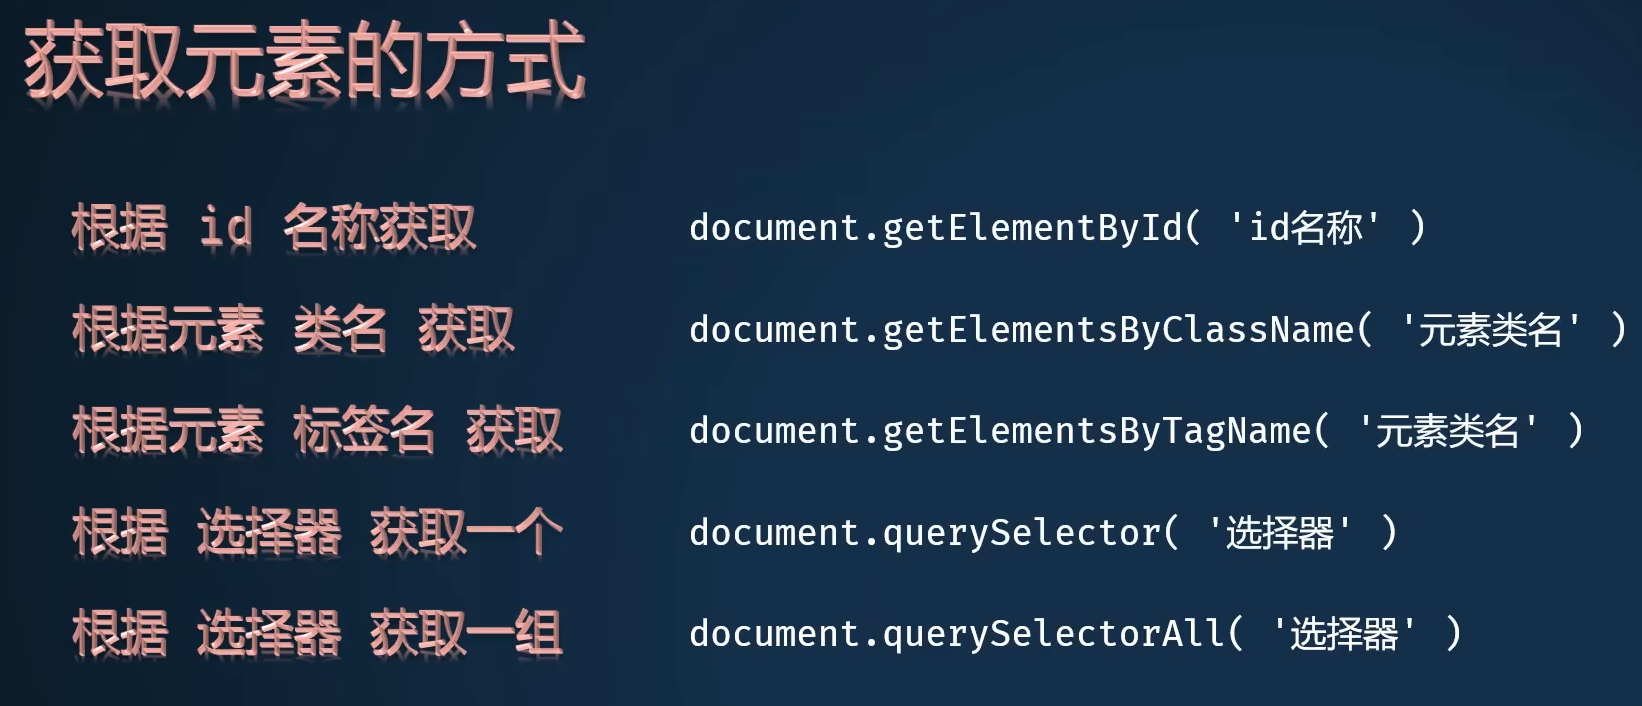 获取元素的方式
根据 id 名称获取 document.getElementById( 'id名称' )
根据元素 类名 获取 document.getElementsByClassName( '元素类名' )
根据元素 标签名 获取 document.getElementsByTagName( '元素类名' )
根据 选择器 获取一个 document.querySelector( '选择器' )
根据 选择器 获取一组 document.querySelectorAll( '选择器' )